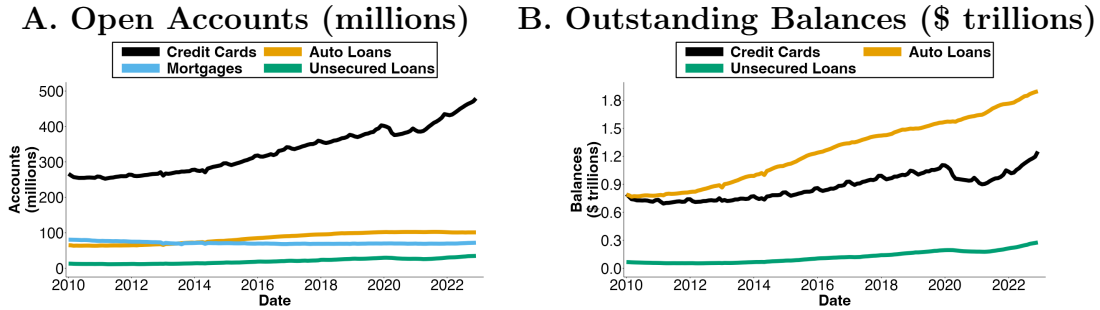 A. Open Accounts (millions)
Credit Cards Auto Loans
Mortgages Unsecured Loans
500
400
300
200
100
0
Accounts
(millions)
2010 2012 2014 2016 2018 2020 2022
Date
B. Outstanding Balances ($ trillions)
Credit Cards Auto Loans
Unsecured Loans
1.8
1.5
1.2
0.9
0.6
0.3
0.0
Balances
($ trillions)
2010 2012 2014 2016 2018 2020 2022
Date